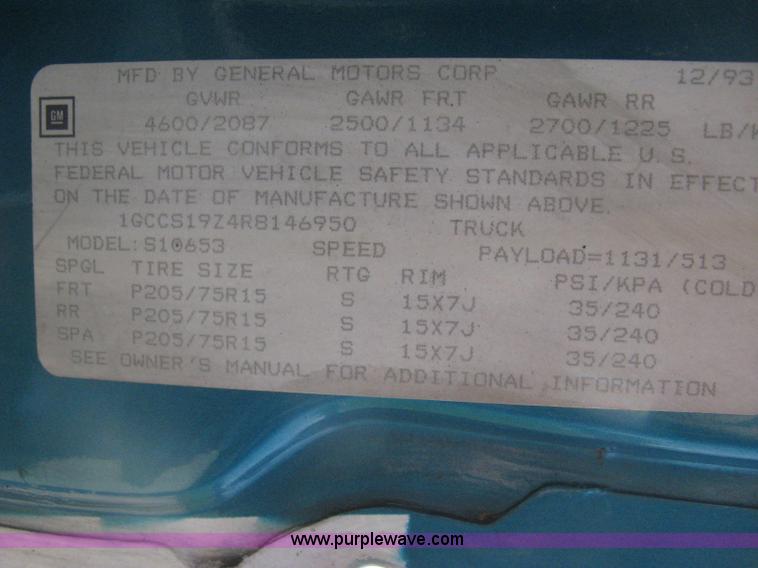 MFD BY GENERAL MOTORS CORP 12/93
GVWR GAWR FRT GAWR RR
GM
4600/2087 2500/1134 2700/1225 LB/K
THIS VEHICLE CONFORMS TO ALL APPLICABLE U.S.
FEDERAL MOTOR VEHICLE SAFETY STANDARDS IN EFFECT
ON THE DATE OF MANUFACTURE SHOWN ABOVE.
1GCCS19Z4R8146950 TRUCK
MODEL:S10653 SPEED PAYLOAD=1131/513
SPGL TIRE SIZE RTG RIM PSI/KPA (COLD
FRT P205/75R15 S 15X7J 35/240
RR P205/75R15 S 15X7J 35/240
SPA P205/75R15 S 15X7J 35/240
SEE OWNER'S MANUAL FOR ADDITIONAL INFORMATION
www.purplewave.com